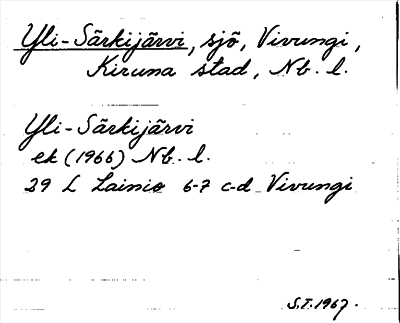 Yli-Särkijärvi, sjö, Vivungi,
Kiruna stad, Nb. l.
Yli-Särkijärvi
ek (1966) Nb. l.
29 L Lainio 6-7 c-d Vivungi
S.I. 1967.